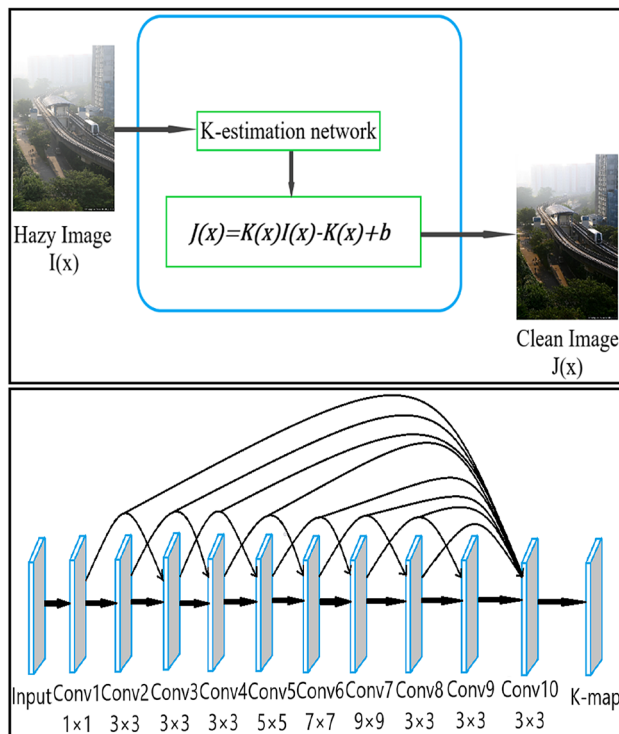 K-estimation network
J(x)=K(x)I(x)-K(x)+b
Hazy Image
I(x)
Clean Image
J(x)
Input Conv1 Conv2 Conv3 Conv4 Conv5 Conv6 Conv7 Conv8 Conv9 Conv10 K-map
1×1 3×3 3×3 3×3 5×5 7×7 9×9 3×3 3×3 3×3